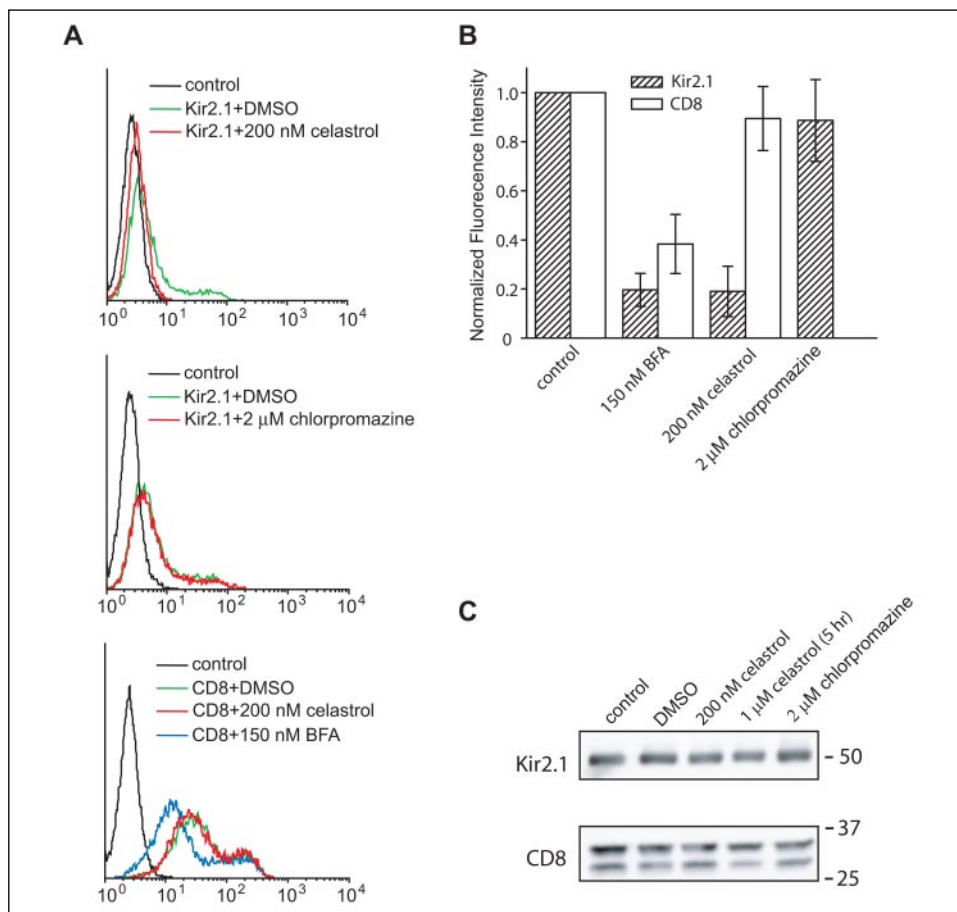 A
control
Kir2.1+DMSO
Kir2.1+200 nM celastrol
10⁰ 10¹ 10² 10³ 10⁴
control
Kir2.1+DMSO
Kir2.1+2 μM chlorpromazine
10⁰ 10¹ 10² 10³ 10⁴
control
CD8+DMSO
CD8+200 nM celastrol
CD8+150 nM BFA
10⁰ 10¹ 10² 10³ 10⁴
B
Normalized Fluorecence Intensity
1.0
0.8
0.6
0.4
0.2
0
Kir2.1
CD8
control
150 nM BFA
200 nM celastrol
2 μM chlorpromazine
C
control
DMSO
200 nM celastrol
1 μM celastrol (5 hr)
2 μM chlorpromazine
Kir2.1
- 50
- 37
CD8
- 25